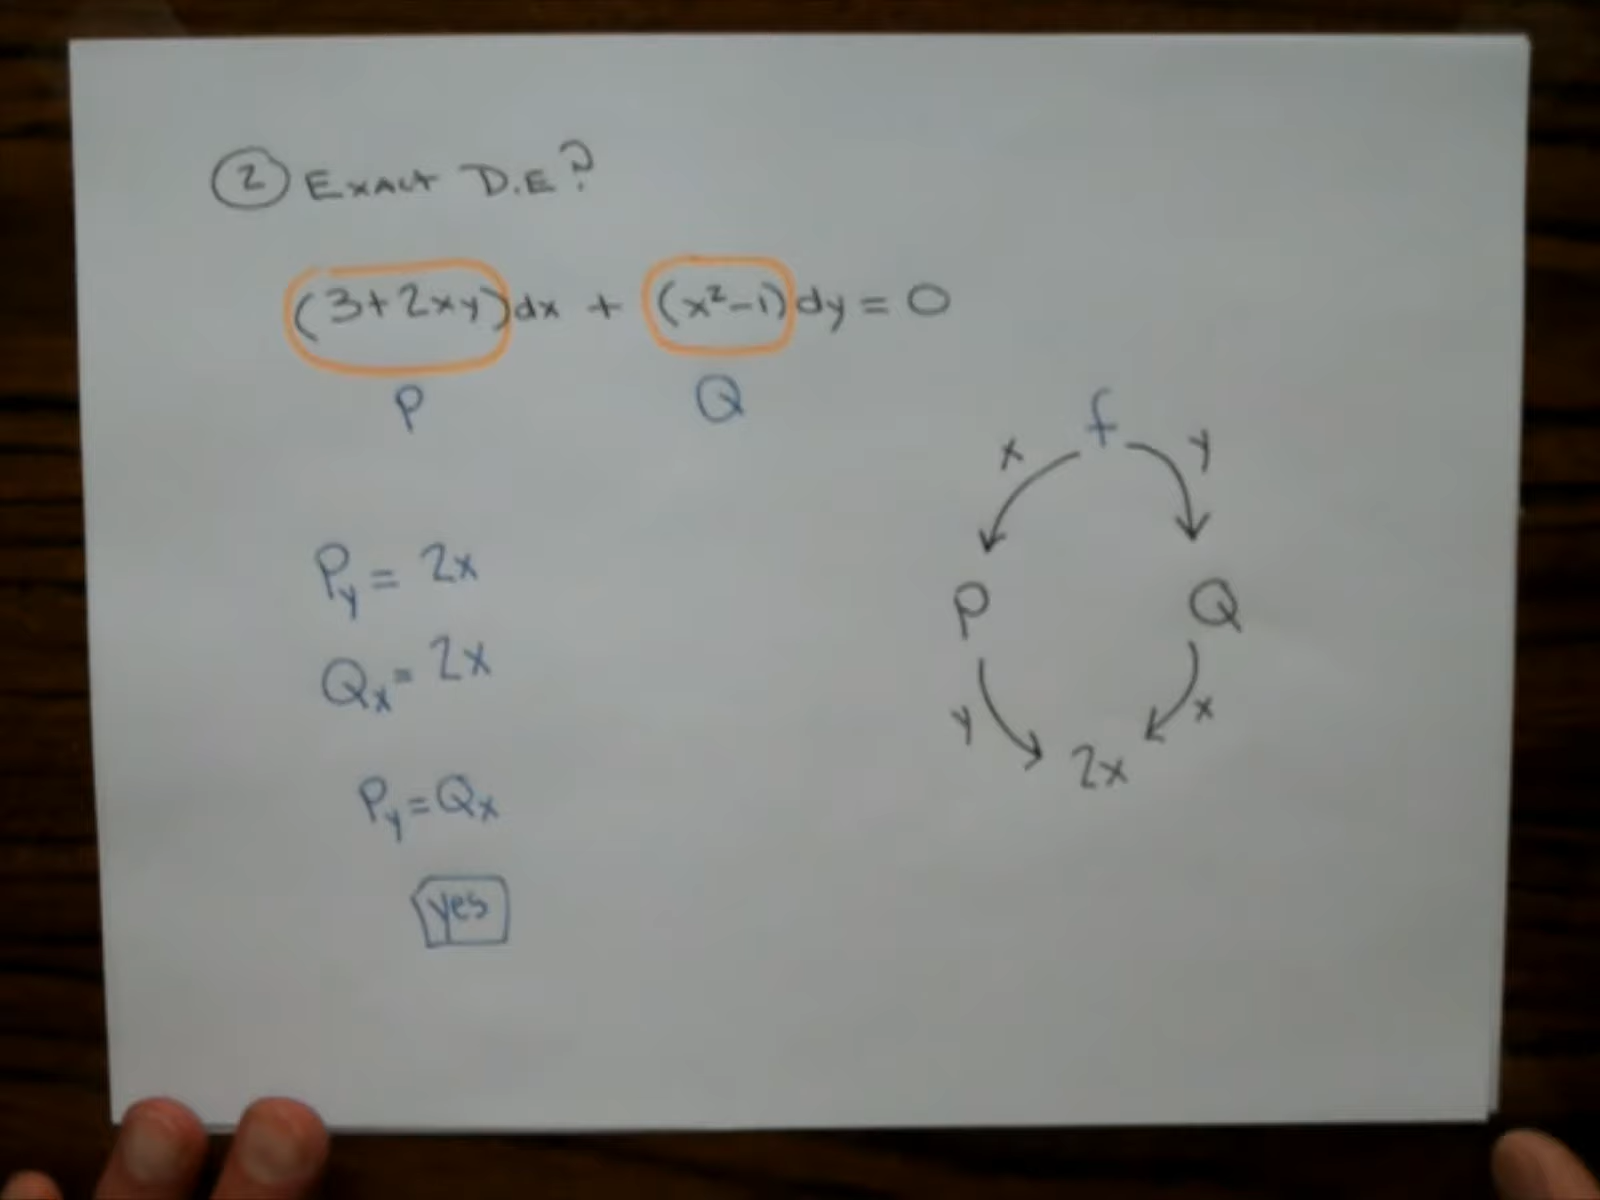 ② Exact D.E?
(3+2xy)dx + (x²-1)dy = 0
P Q
f
x y
P Q
y x
2x
Py = 2x
Qx = 2x
Py = Qx
yes